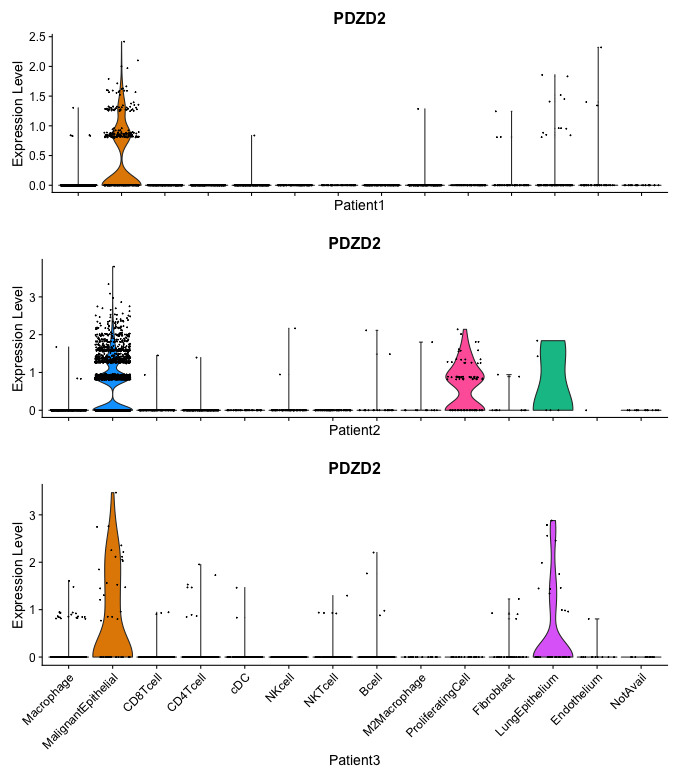 PDZD2
Expression Level
2.5
2.0
1.5
1.0
0.5
0.0
Patient1
PDZD2
Expression Level
3
2
1
0
Patient2
PDZD2
Expression Level
3
2
1
0
Macrophage
MalignantEpithelial
CD8Tcell
CD4Tcell
cDC
NKcell
NKTcell
Bcell
M2Macrophage
ProliferatingCell
Fibroblast
LungEpithelium
Endothelium
NotAvail
Patient3